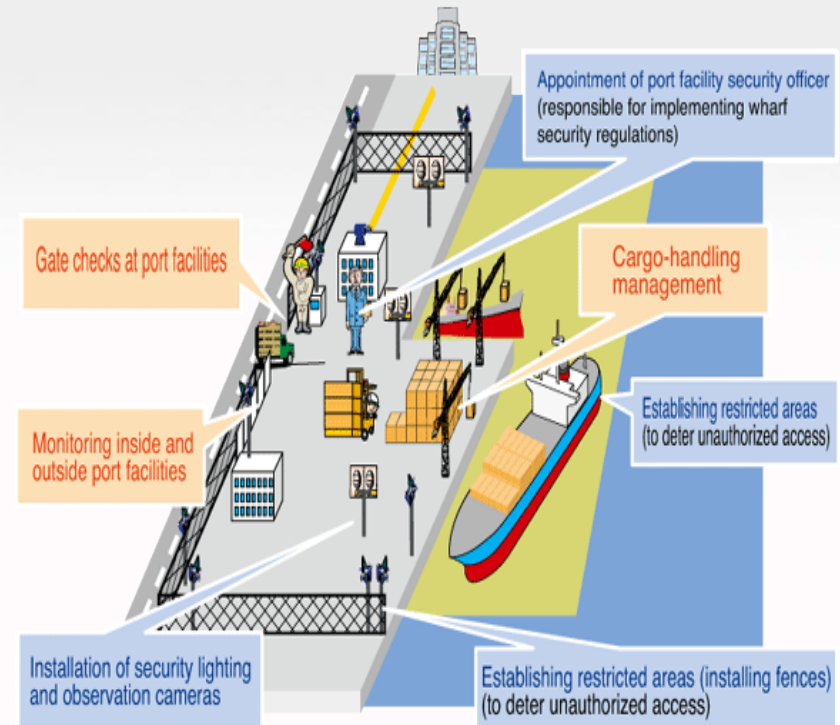 Appointment of port facility security officer
(responsible for implementing wharf
security regulations)
Gate checks at port facilities
Cargo-handling
management
Establishing restricted areas
(to deter unauthorized access)
Monitoring inside and
outside port facilities
Installation of security lighting
and observation cameras
Establishing restricted areas (installing fences)
(to deter unauthorized access)